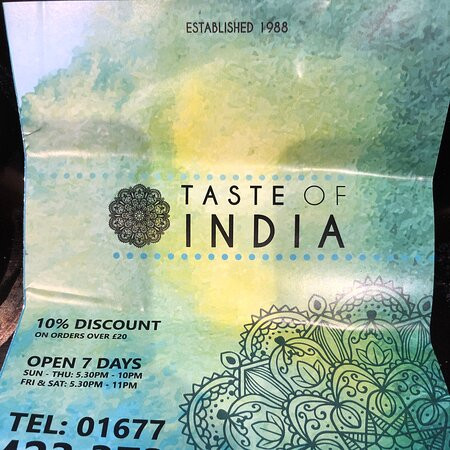 ESTABLISHED 1988
TASTE OF
INDIA
10% DISCOUNT
ON ORDERS OVER £20
OPEN 7 DAYS
SUN - THU: 5.30PM - 10PM
FRI & SAT: 5.30PM - 11PM
TEL: 01677